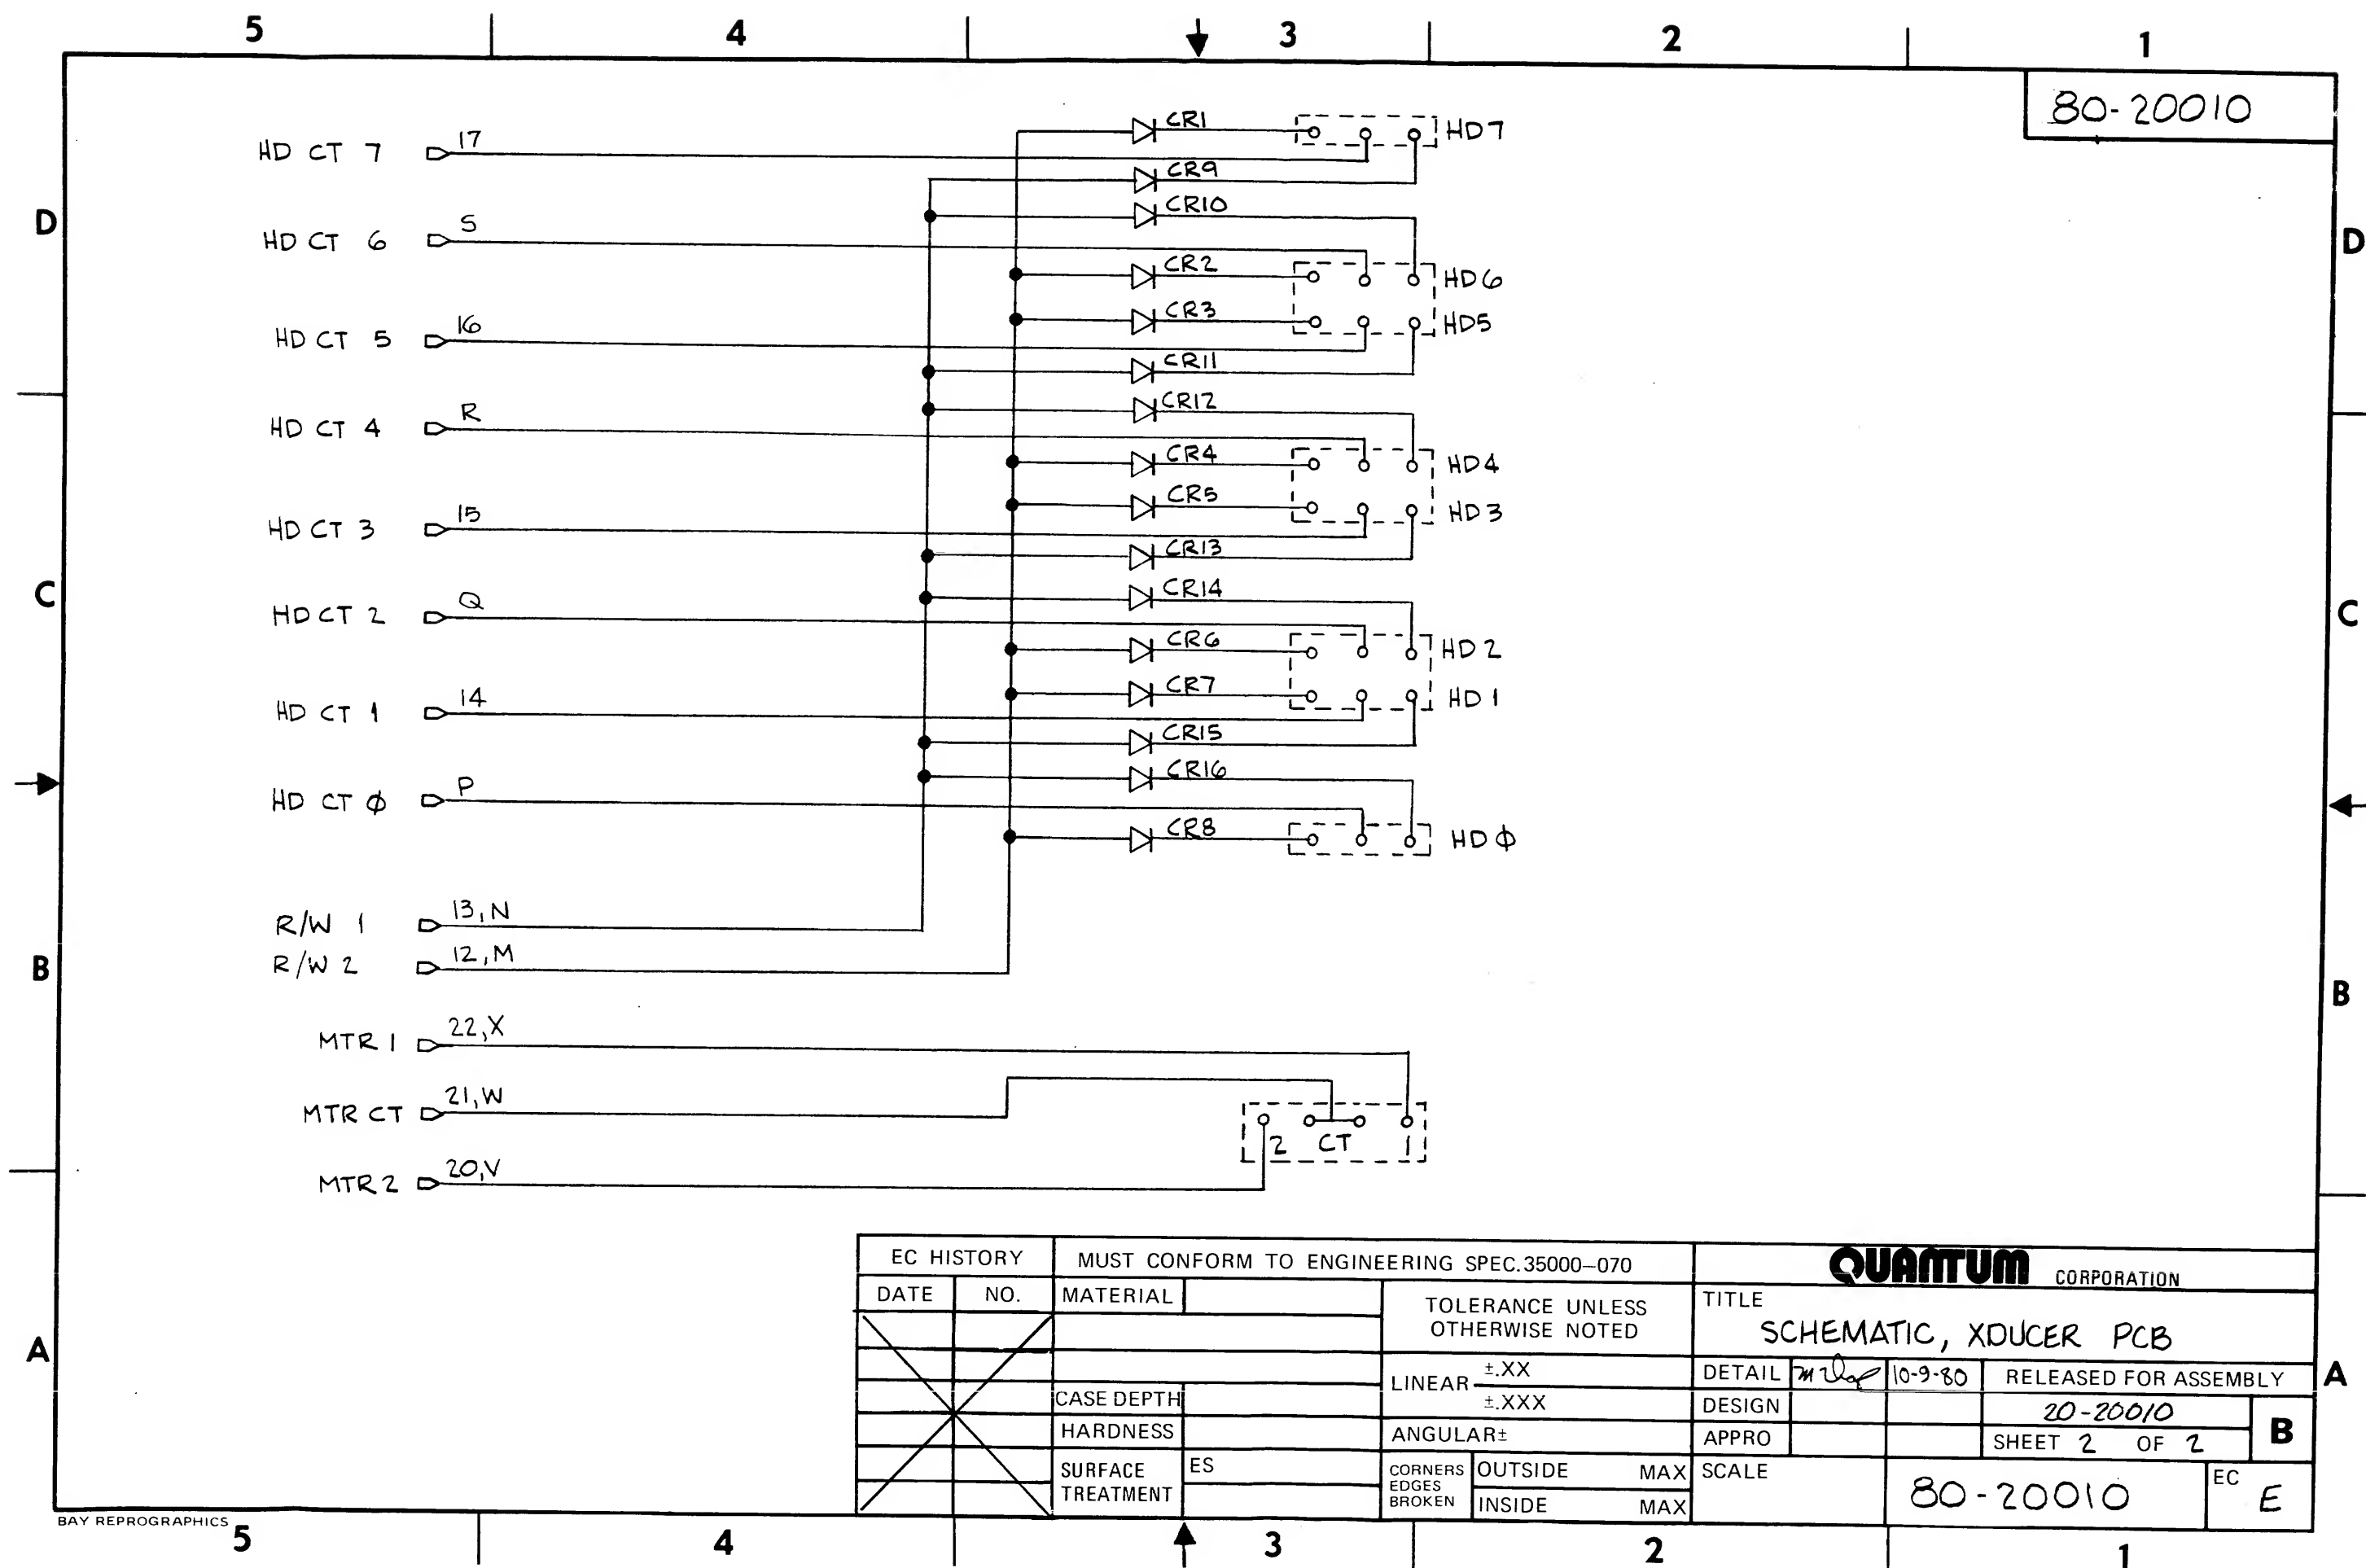 5 4 3 2 1
80-20010
HD CT 7 17
CR1
HD7
CR9
CR10
D
D
HD CT 6 S
CR2
HD6
CR3
HD5
HD CT 5 16
CR11
CR12
HD CT 4 R
CR4
HD4
CR5
HD3
HD CT 3 15
CR13
C
C
CR14
HD CT 2 Q
CR6
HD 2
CR7
HD 1
HD CT 1 14
CR15
CR16
HD CT φ P
CR8
HD φ
R/W 1 13,N
R/W 2 12,M
B
B
MTR 1 22,X
MTR CT 21,W
2 CT 1
MTR 2 20,V
EC HISTORY
DATE NO.
MUST CONFORM TO ENGINEERING SPEC.35000-070
MATERIAL
TOLERANCE UNLESS
OTHERWISE NOTED
LINEAR
±.XX
±.XXX
CASE DEPTH
HARDNESS
ANGULAR±
SURFACE
TREATMENT
ES
CORNERS
EDGES
BROKEN
OUTSIDE MAX
INSIDE MAX
QUANTUM CORPORATION
TITLE
SCHEMATIC, XDUCER PCB
DETAIL 10-9-80 RELEASED FOR ASSEMBLY
DESIGN 20-20010
B
APPRO SHEET 2 OF 2
SCALE 80-20010 EC E
A
A
BAY REPROGRAPHICS
5 4 3 2 1